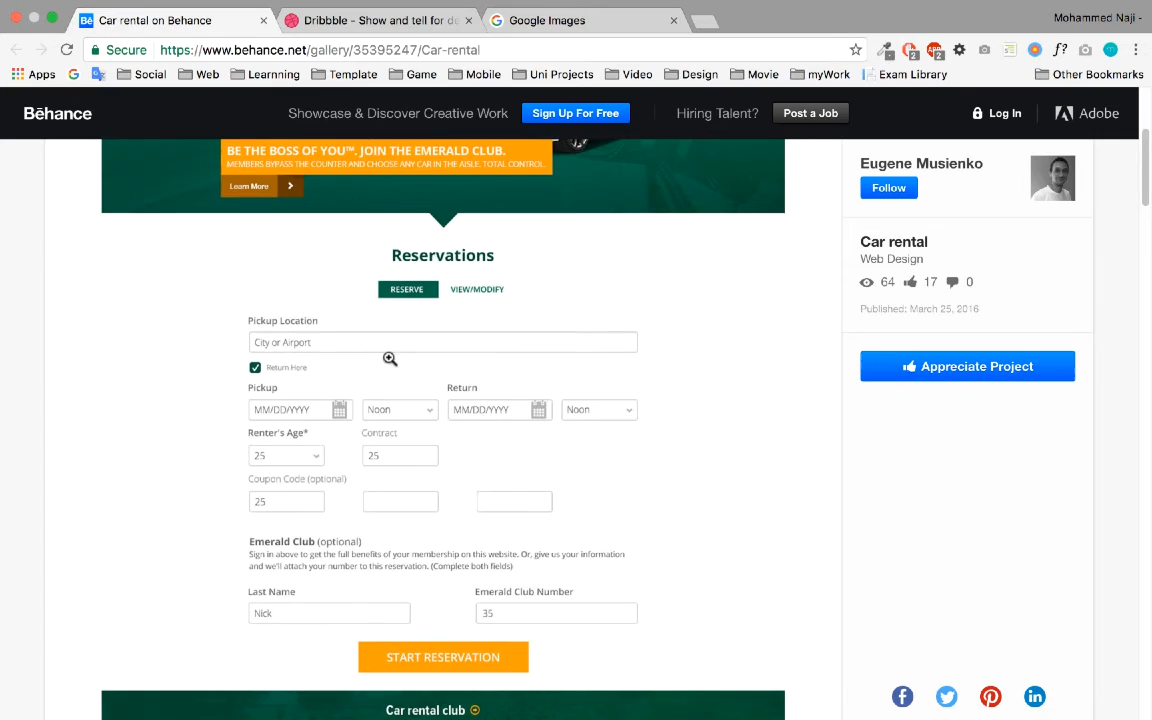 Car rental on Behance
Dribbble - Show and tell for de
Google Images
Mohammed Naji -
Secure
https://www.behance.net/gallery/35395247/Car-rental
Apps
Social
Web
Learnning
Template
Game
Mobile
Uni Projects
Video
Design
Movie
myWork
Exam Library
Other Bookmarks
Bēhance
Showcase & Discover Creative Work
Sign Up For Free
Hiring Talent?
Post a Job
Log In
Adobe
BE THE BOSS OF YOU™. JOIN THE EMERALD CLUB.
MEMBERS BYPASS THE COUNTER AND CHOOSE ANY CAR IN THE AISLE. TOTAL CONTROL.
Learn More
Reservations
RESERVE
VIEW/MODIFY
Pickup Location
City or Airport
Return Here
Pickup
Return
MM/DD/YYYY
Noon
MM/DD/YYYY
Noon
Renter's Age*
Contract
25
25
Coupon Code (optional)
25
Emerald Club (optional)
Sign in above to get the full benefits of your membership on this website. Or, give us your information
and we'll attach your number to this reservation. (Complete both fields)
Last Name
Emerald Club Number
Nick
35
START RESERVATION
Car rental club
Eugene Musienko
Follow
Car rental
Web Design
64
17
0
Published: March 25, 2016
Appreciate Project